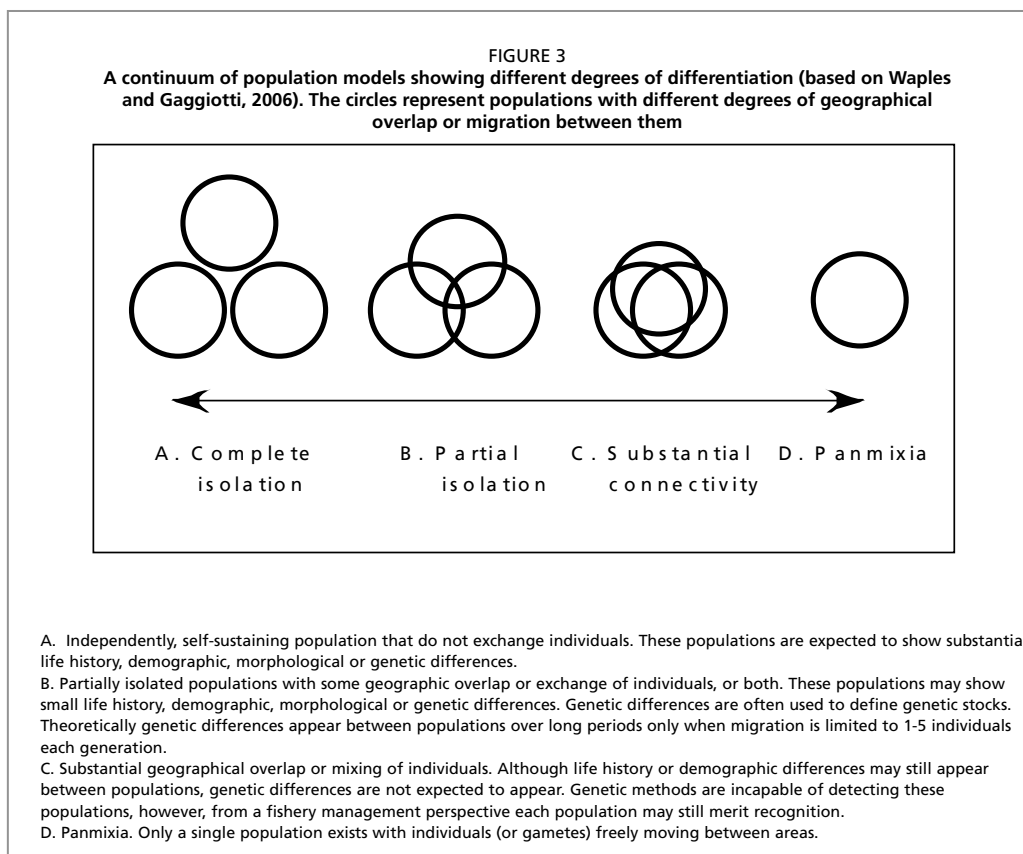 FIGURE 3
A continuum of population models showing different degrees of differentiation (based on Waples
and Gaggiotti, 2006). The circles represent populations with different degrees of geographical
overlap or migration between them
A. Complete
isolation
B. Partial
isolation
C. Substantial
connectivity
D. Panmixia
A. Independently, self-sustaining population that do not exchange individuals. These populations are expected to show substantia
life history, demographic, morphological or genetic differences.
B. Partially isolated populations with some geographic overlap or exchange of individuals, or both. These populations may show
small life history, demographic, morphological or genetic differences. Genetic differences are often used to define genetic stocks.
Theoretically genetic differences appear between populations over long periods only when migration is limited to 1-5 individuals
each generation.
C. Substantial geographical overlap or mixing of individuals. Although life history or demographic differences may still appear
between populations, genetic differences are not expected to appear. Genetic methods are incapable of detecting these
populations, however, from a fishery management perspective each population may still merit recognition.
D. Panmixia. Only a single population exists with individuals (or gametes) freely moving between areas.